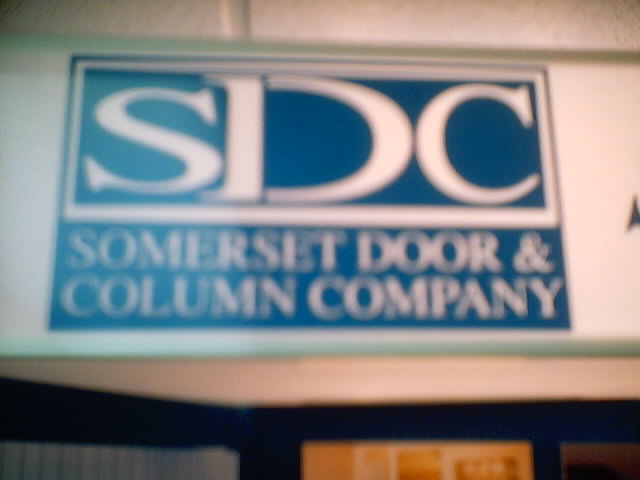 SDC
SOMERSET DOOR &
COLUMN COMPANY